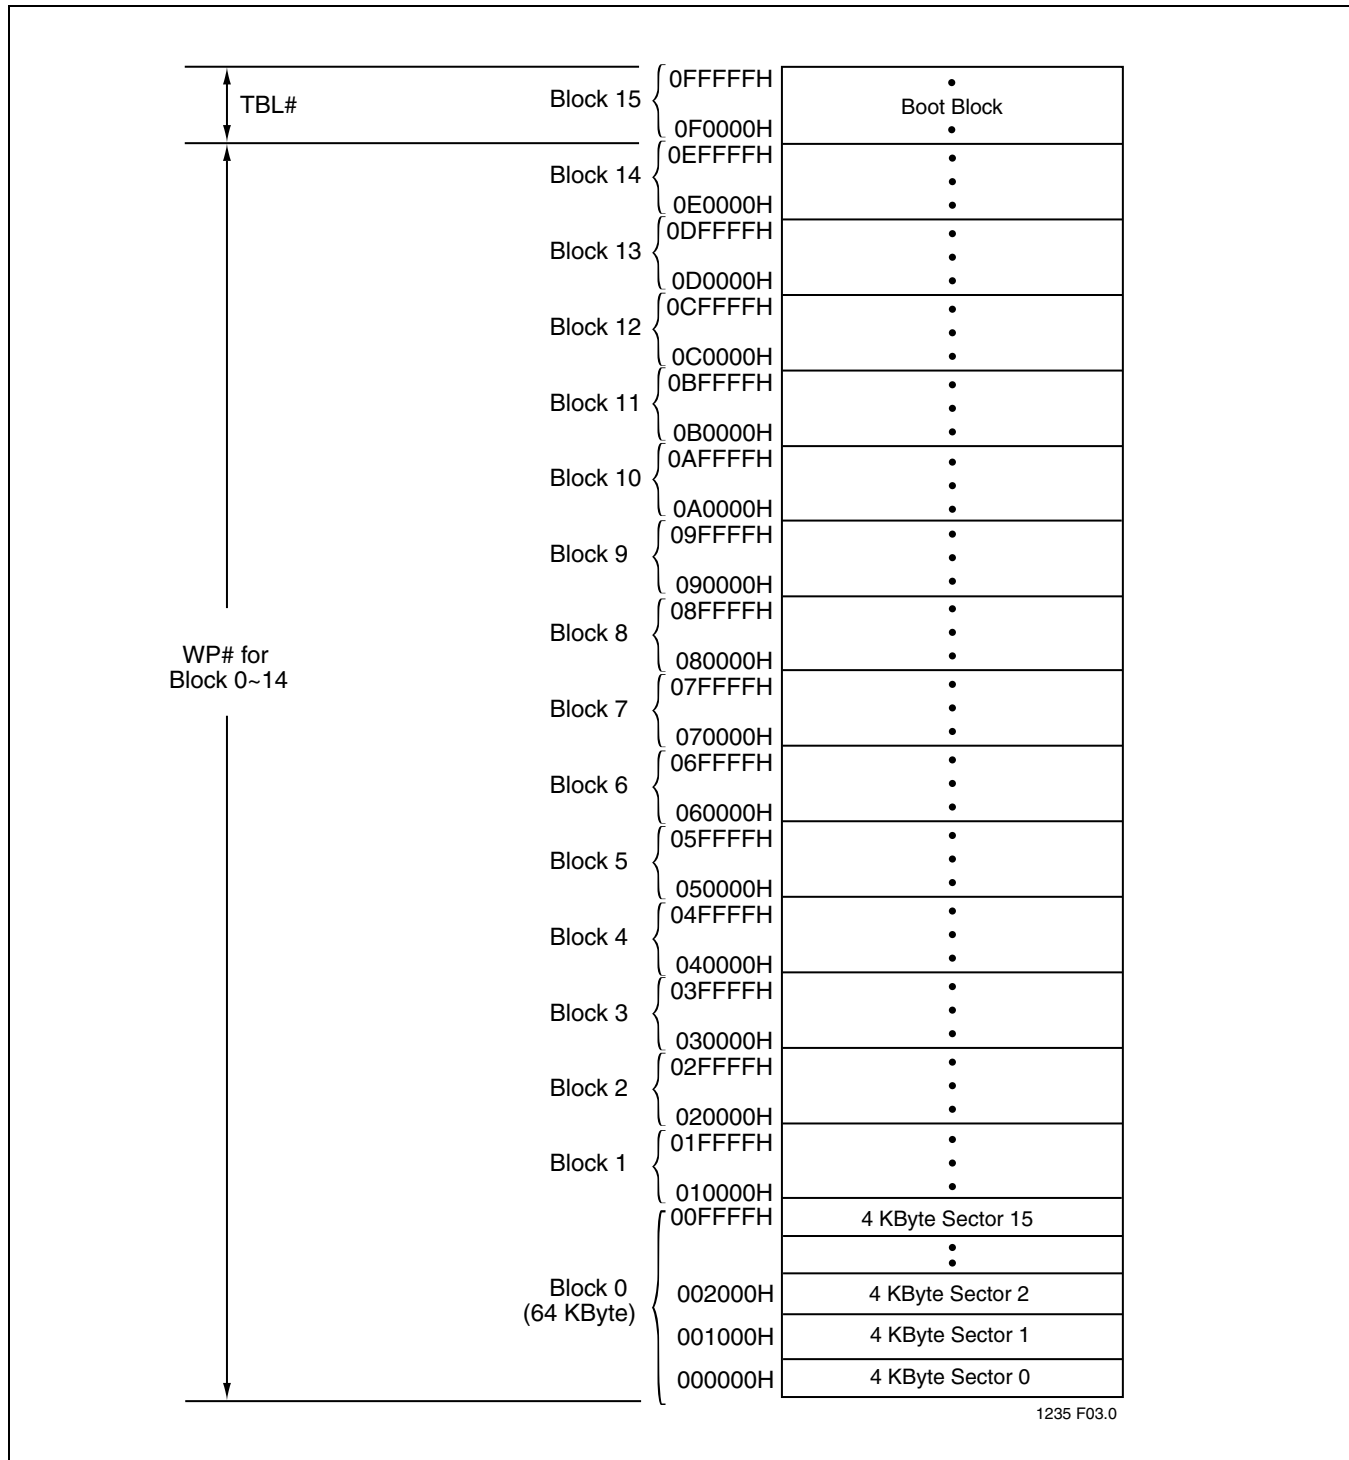 TBL#
Block 15
0FFFFFH
Boot Block
0F0000H
Block 14
0EFFFFH
0E0000H
Block 13
0DFFFFH
0D0000H
Block 12
0CFFFFH
0C0000H
Block 11
0BFFFFH
0B0000H
Block 10
0AFFFFH
0A0000H
Block 9
09FFFFH
090000H
Block 8
08FFFFH
080000H
WP# for
Block 0~14
Block 7
07FFFFH
070000H
Block 6
06FFFFH
060000H
Block 5
05FFFFH
050000H
Block 4
04FFFFH
040000H
Block 3
03FFFFH
030000H
Block 2
02FFFFH
020000H
Block 1
01FFFFH
010000H
00FFFFH
4 KByte Sector 15
Block 0
(64 KByte)
002000H
4 KByte Sector 2
001000H
4 KByte Sector 1
000000H
4 KByte Sector 0
1235 F03.0